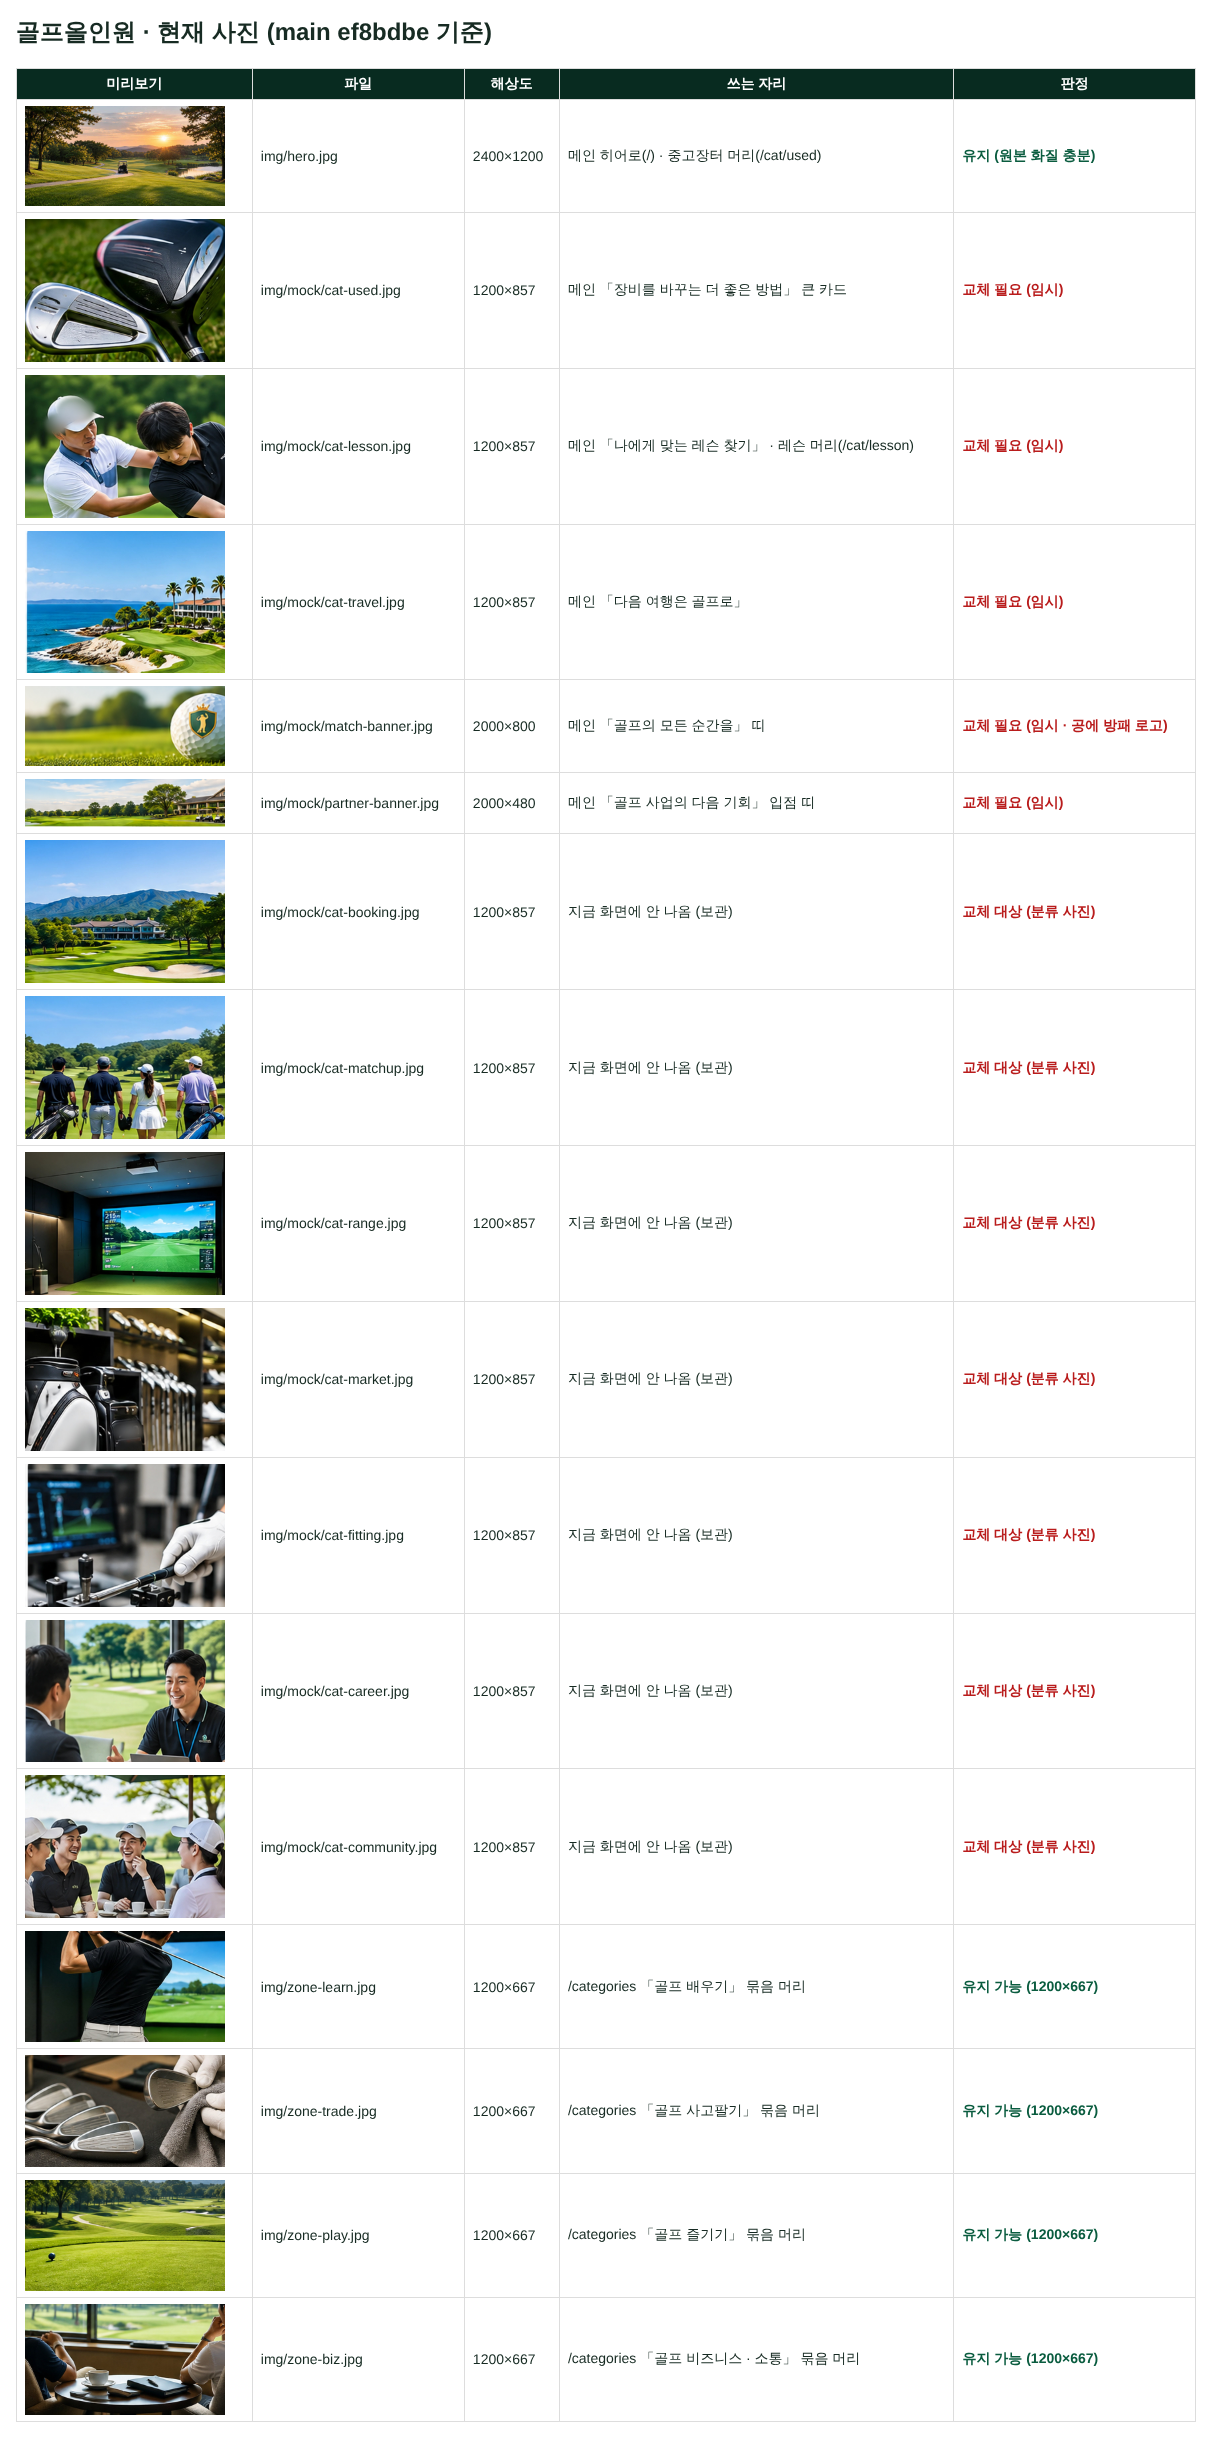 골프올인원 · 현재 사진 (main ef8bdbe 기준)
미리보기 파일 해상도 쓰는 자리 판정
img/hero.jpg 2400×1200 메인 히어로(/) · 중고장터 머리(/cat/used) 유지 (원본 화질 충분)
img/mock/cat-used.jpg 1200×857 메인 「장비를 바꾸는 더 좋은 방법」 큰 카드 교체 필요 (임시)
img/mock/cat-lesson.jpg 1200×857 메인 「나에게 맞는 레슨 찾기」 · 레슨 머리(/cat/lesson) 교체 필요 (임시)
img/mock/cat-travel.jpg 1200×857 메인 「다음 여행은 골프로」 교체 필요 (임시)
img/mock/match-banner.jpg 2000×800 메인 「골프의 모든 순간을」 띠 교체 필요 (임시 · 공에 방패 로고)
img/mock/partner-banner.jpg 2000×480 메인 「골프 사업의 다음 기회」 입점 띠 교체 필요 (임시)
img/mock/cat-booking.jpg 1200×857 지금 화면에 안 나옴 (보관) 교체 대상 (분류 사진)
img/mock/cat-matchup.jpg 1200×857 지금 화면에 안 나옴 (보관) 교체 대상 (분류 사진)
img/mock/cat-range.jpg 1200×857 지금 화면에 안 나옴 (보관) 교체 대상 (분류 사진)
img/mock/cat-market.jpg 1200×857 지금 화면에 안 나옴 (보관) 교체 대상 (분류 사진)
img/mock/cat-fitting.jpg 1200×857 지금 화면에 안 나옴 (보관) 교체 대상 (분류 사진)
img/mock/cat-career.jpg 1200×857 지금 화면에 안 나옴 (보관) 교체 대상 (분류 사진)
img/mock/cat-community.jpg 1200×857 지금 화면에 안 나옴 (보관) 교체 대상 (분류 사진)
img/zone-learn.jpg 1200×667 /categories 「골프 배우기」 묶음 머리 유지 가능 (1200×667)
img/zone-trade.jpg 1200×667 /categories 「골프 사고팔기」 묶음 머리 유지 가능 (1200×667)
img/zone-play.jpg 1200×667 /categories 「골프 즐기기」 묶음 머리 유지 가능 (1200×667)
img/zone-biz.jpg 1200×667 /categories 「골프 비즈니스 · 소통」 묶음 머리 유지 가능 (1200×667)